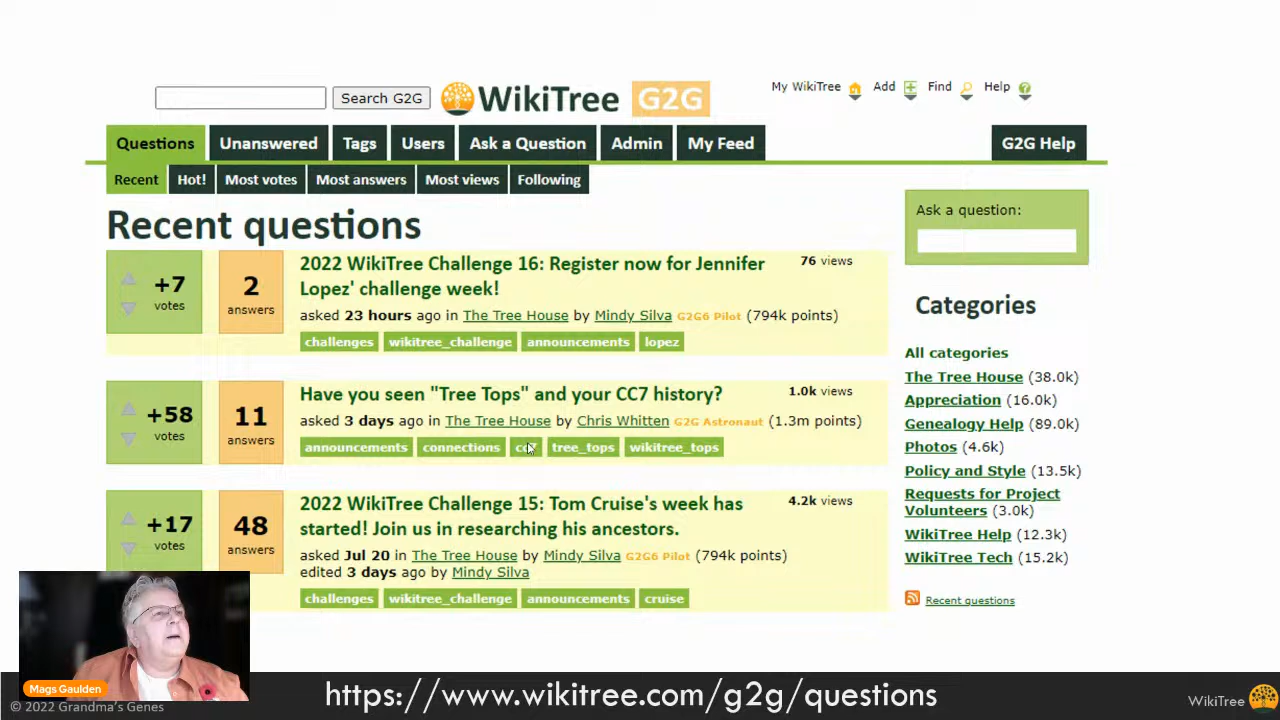 Search G2G
WikiTree G2G
My WikiTree Add Find Help
Questions Unanswered Tags Users Ask a Question Admin My Feed G2G Help
Recent Hot! Most votes Most answers Most views Following
Recent questions
+7
votes
2
answers
2022 WikiTree Challenge 16: Register now for Jennifer
Lopez' challenge week!
76 views
asked 23 hours ago in The Tree House by Mindy Silva G2G6 Pilot (794k points)
challenges wikitree_challenge announcements lopez
+58
votes
11
answers
Have you seen "Tree Tops" and your CC7 history?
1.0k views
asked 3 days ago in The Tree House by Chris Whitten G2G Astronaut (1.3m points)
announcements connections tree_tops wikitree_tops
+17
votes
48
answers
2022 WikiTree Challenge 15: Tom Cruise's week has
started! Join us in researching his ancestors.
4.2k views
asked Jul 20 in The Tree House by Mindy Silva G2G6 Pilot (794k points)
edited 3 days ago by Mindy Silva
challenges wikitree_challenge announcements cruise
Ask a question:
Categories
All categories
The Tree House (38.0k)
Appreciation (16.0k)
Genealogy Help (89.0k)
Photos (4.6k)
Policy and Style (13.5k)
Requests for Project
Volunteers (3.0k)
WikiTree Help (12.3k)
WikiTree Tech (15.2k)
Recent questions
Mags Gaulden
© 2022 Grandma's Genes
https://www.wikitree.com/g2g/questions
WikiTree